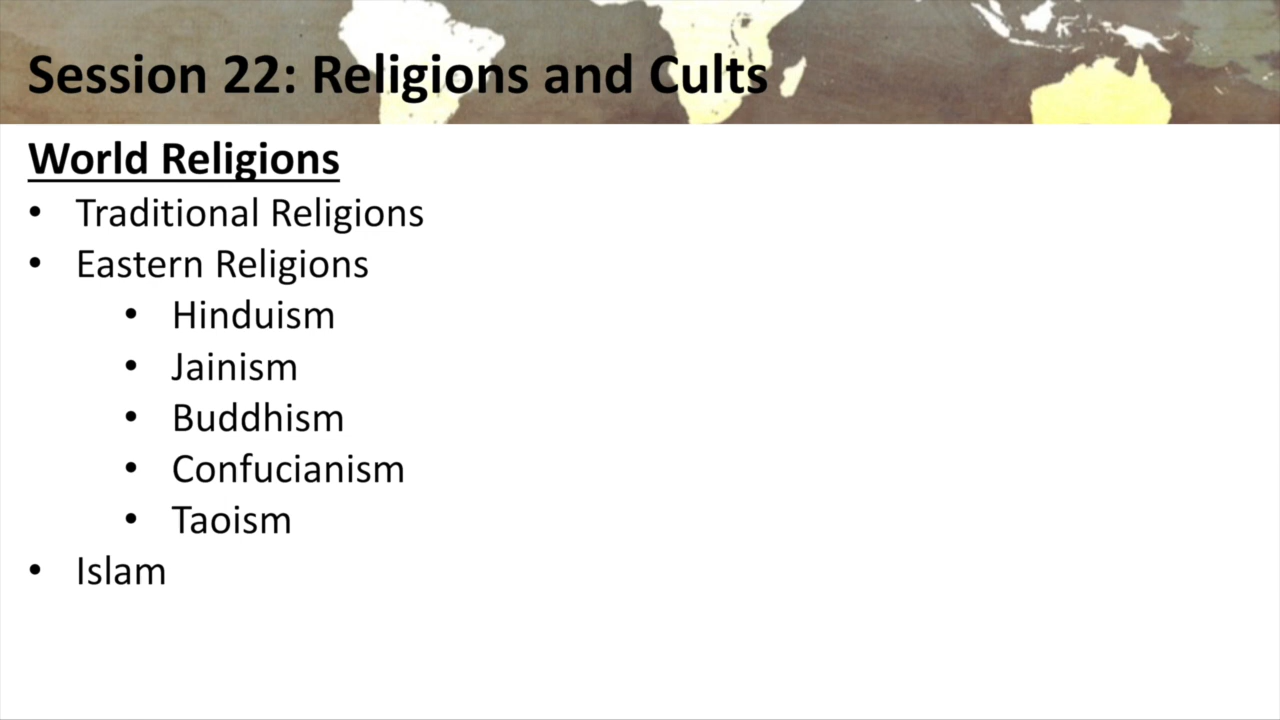 Session 22: Religions and Cults
World Religions
• Traditional Religions
• Eastern Religions
• Hinduism
• Jainism
• Buddhism
• Confucianism
• Taoism
• Islam